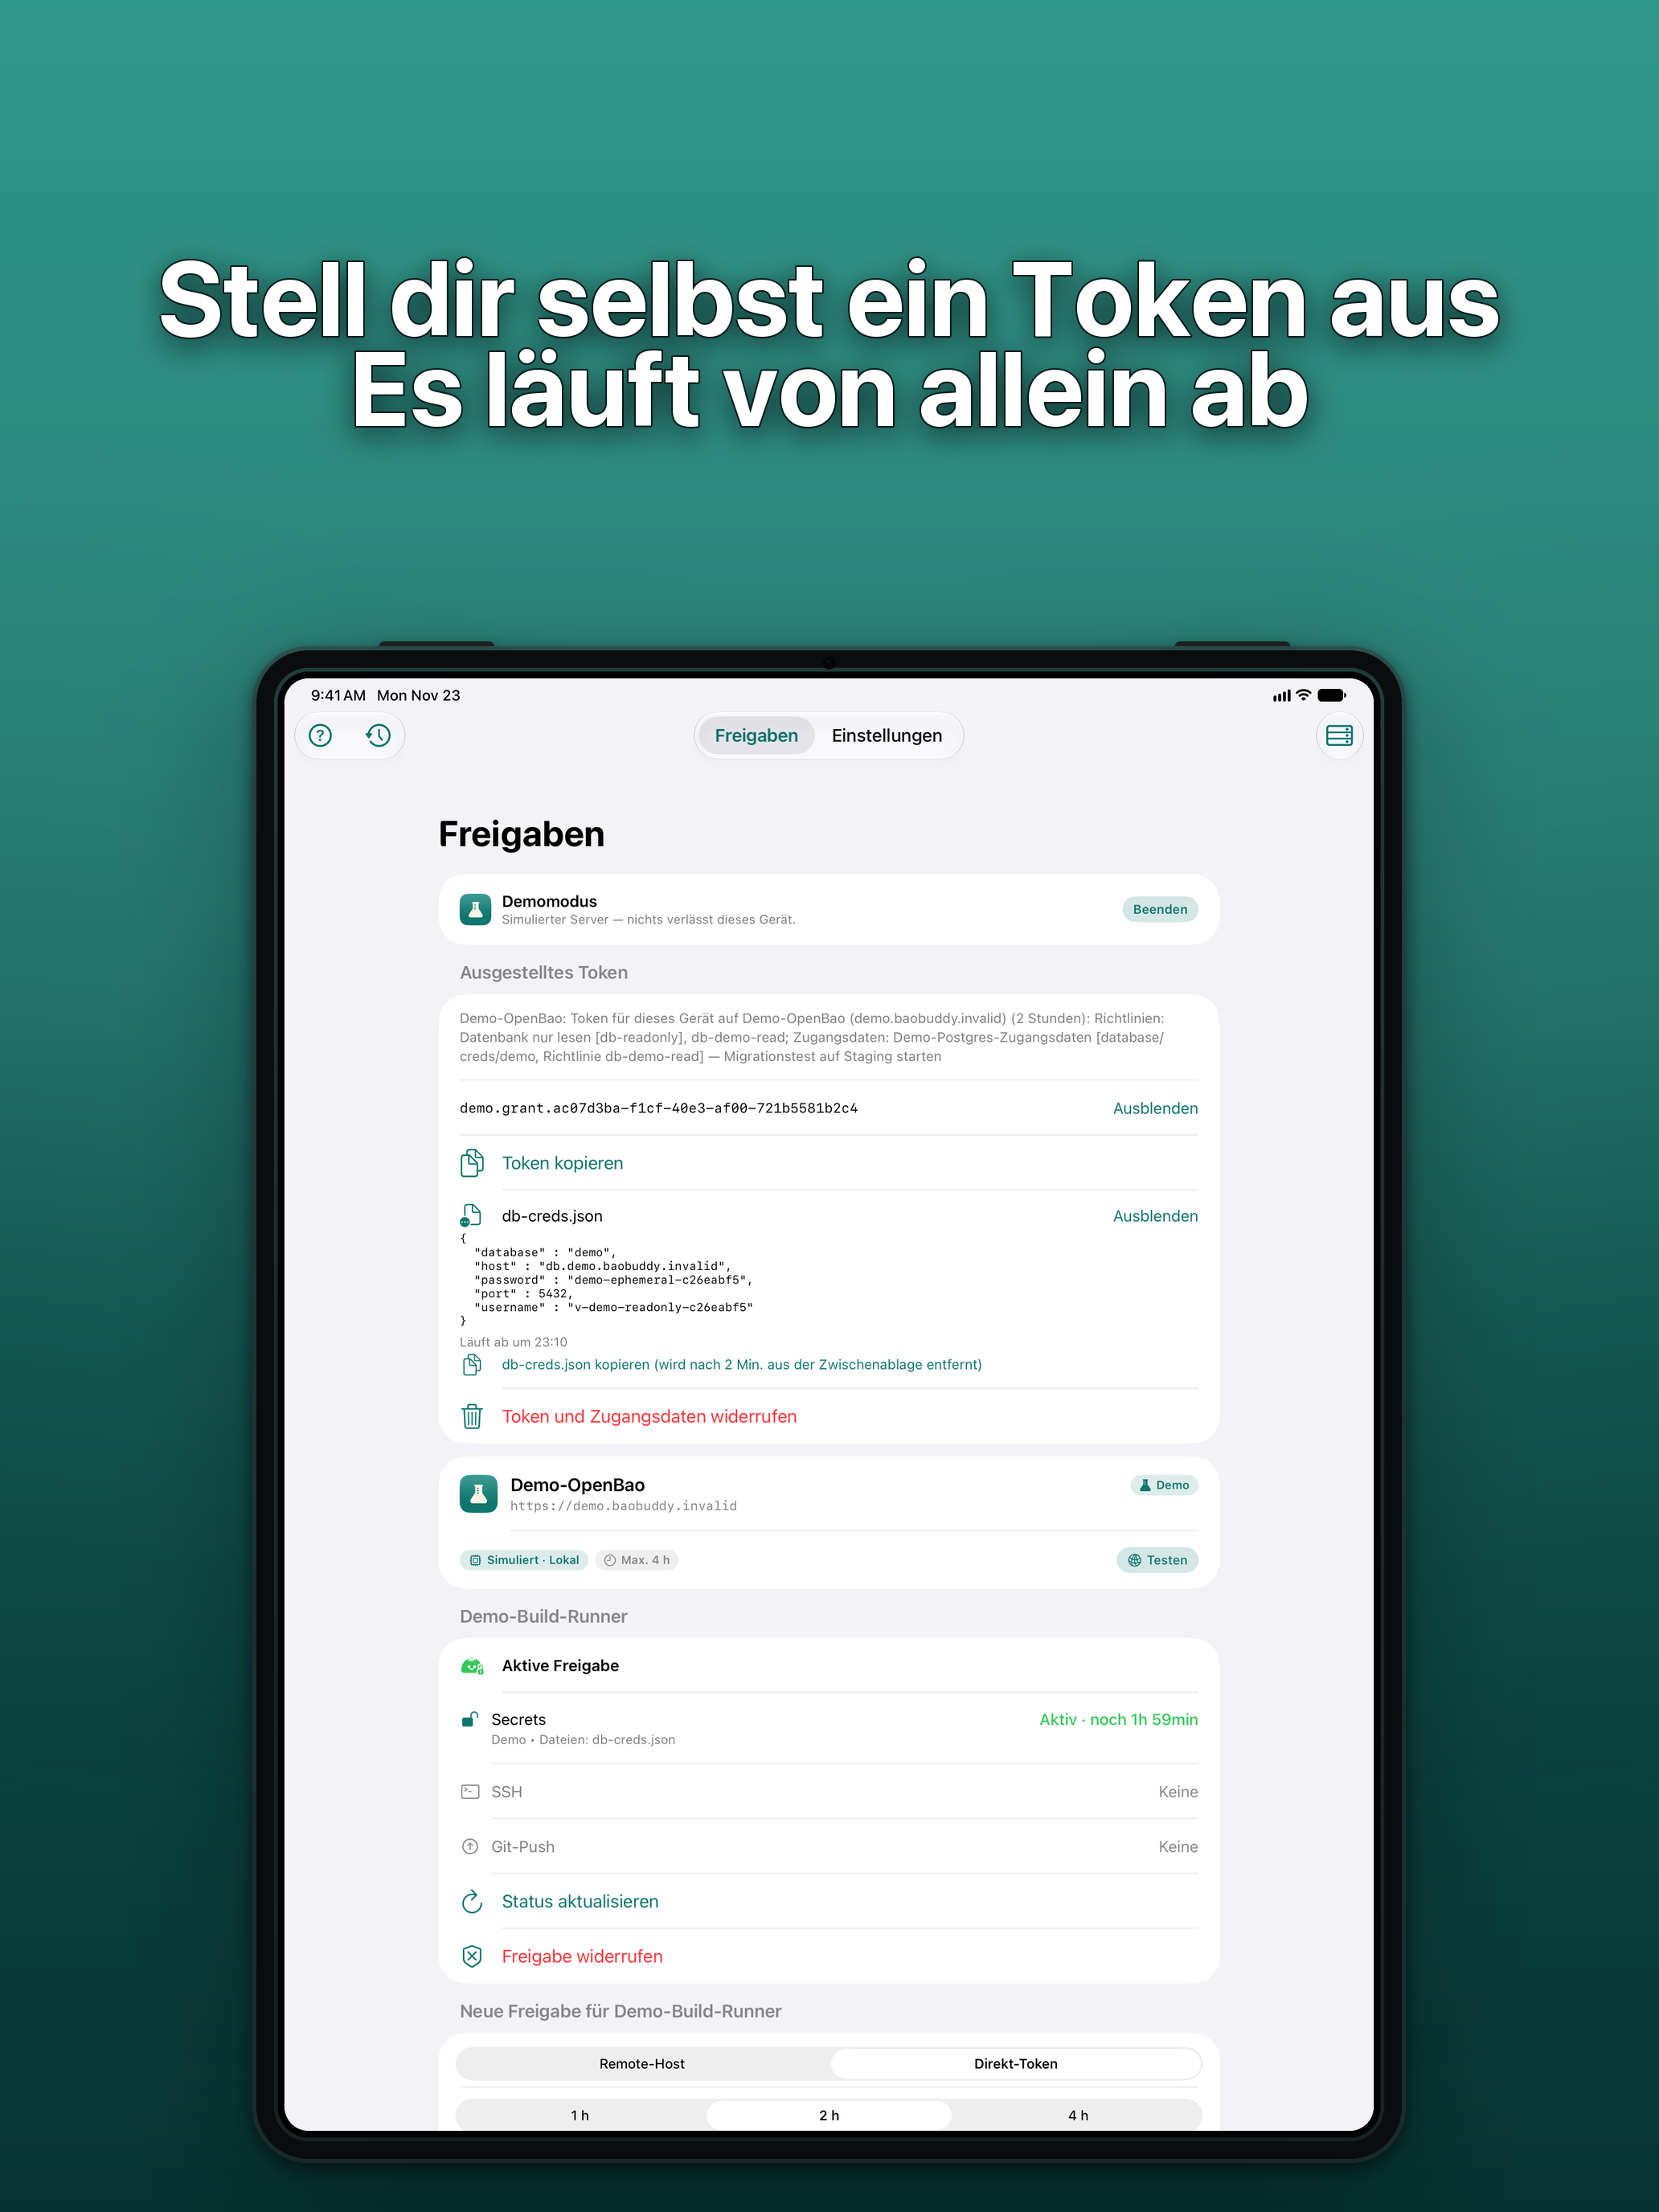 Stell dir selbst ein Token aus
Es läuft von allein ab
9:41 AM Mon Nov 23
Freigaben Einstellungen
Freigaben
Demomodus
Simulierter Server — nichts verlässt dieses Gerät.
Beenden
Ausgestelltes Token
Demo-OpenBao: Token für dieses Gerät auf Demo-OpenBao (demo.baobuddy.invalid) (2 Stunden): Richtlinien:
Datenbank nur lesen [db-readonly], db-demo-read; Zugangsdaten: Demo-Postgres-Zugangsdaten [database/
creds/demo, Richtlinie db-demo-read] — Migrationstest auf Staging starten
demo.grant.ac07d3ba-f1cf-40e3-af00-721b5581b2c4 Ausblenden
Token kopieren
db-creds.json Ausblenden
{
"database" : "demo",
"host" : "db.demo.baobuddy.invalid",
"password" : "demo-ephemeral-c26eabf5",
"port" : 5432,
"username" : "v-demo-readonly-c26eabf5"
}
Läuft ab um 23:10
db-creds.json kopieren (wird nach 2 Min. aus der Zwischenablage entfernt)
Token und Zugangsdaten widerrufen
Demo-OpenBao Demo
https://demo.baobuddy.invalid
Simuliert · Lokal Max. 4 h Testen
Demo-Build-Runner
Aktive Freigabe
Secrets Aktiv · noch 1h 59min
Demo • Dateien: db-creds.json
SSH Keine
Git-Push Keine
Status aktualisieren
Freigabe widerrufen
Neue Freigabe für Demo-Build-Runner
Remote-Host Direkt-Token
1 h 2 h 4 h